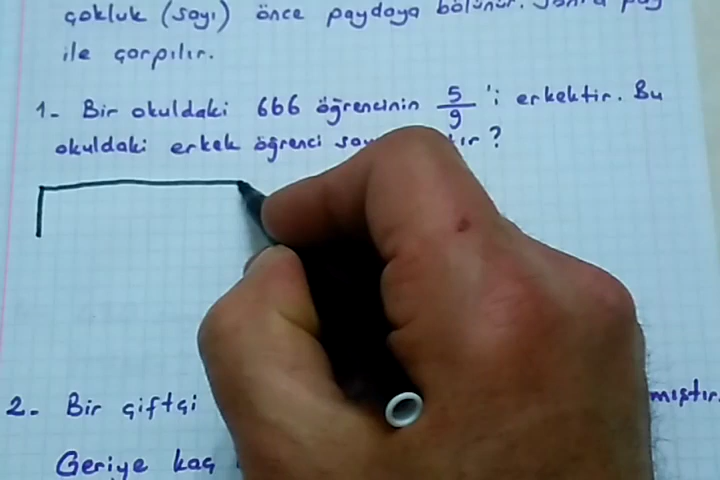 çokluk (sayı) önce paydaya bölünür. Sonra pay
ile çarpılır.
1- Bir okuldaki 666 öğrencinin 5/9 'i erkektir. Bu
okuldaki erkek öğrenci ?
2- Bir çiftçi
Geriye kaç